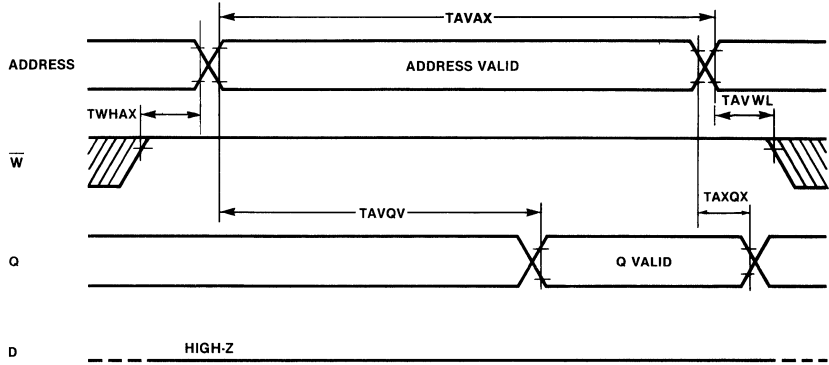 TAVAX
ADDRESS
ADDRESS VALID
TWHAX
TAVWL
W̅
TAVQV
TAXQX
Q
Q VALID
D
HIGH-Z